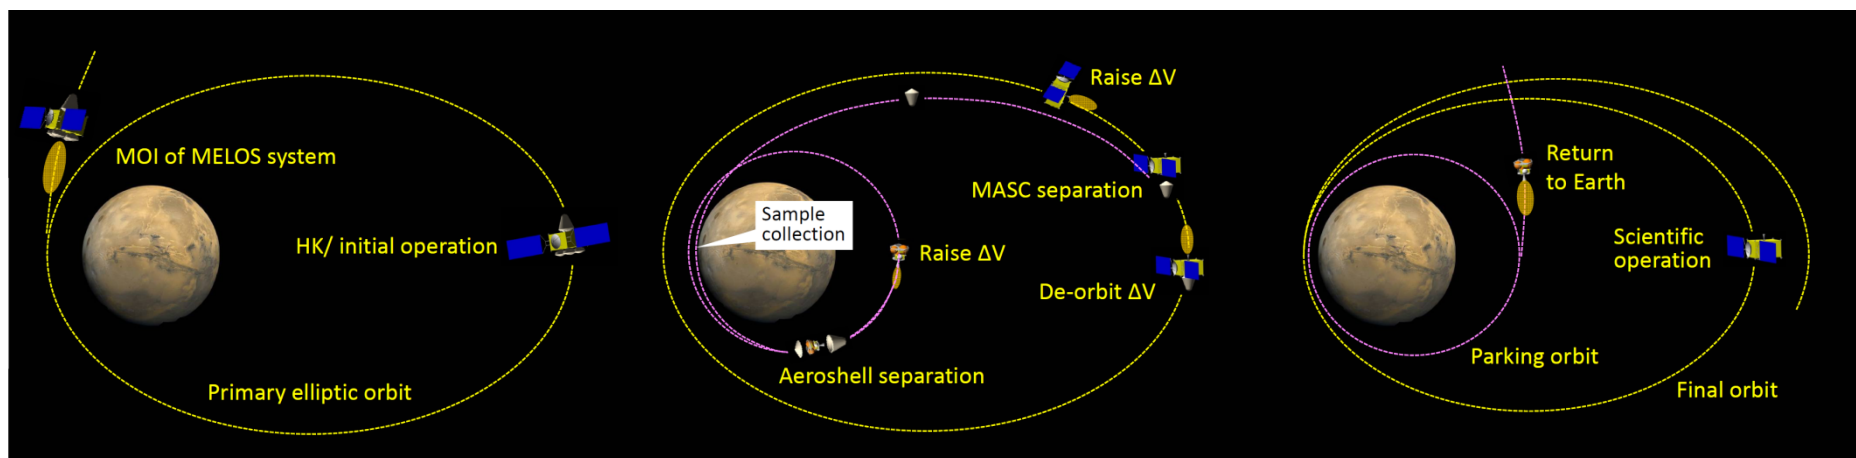 MOI of MELOS system
HK/ initial operation
Primary elliptic orbit
Raise ΔV
MASC separation
Sample
collection
Raise ΔV
De-orbit ΔV
Aeroshell separation
Return
to Earth
Scientific
operation
Parking orbit
Final orbit